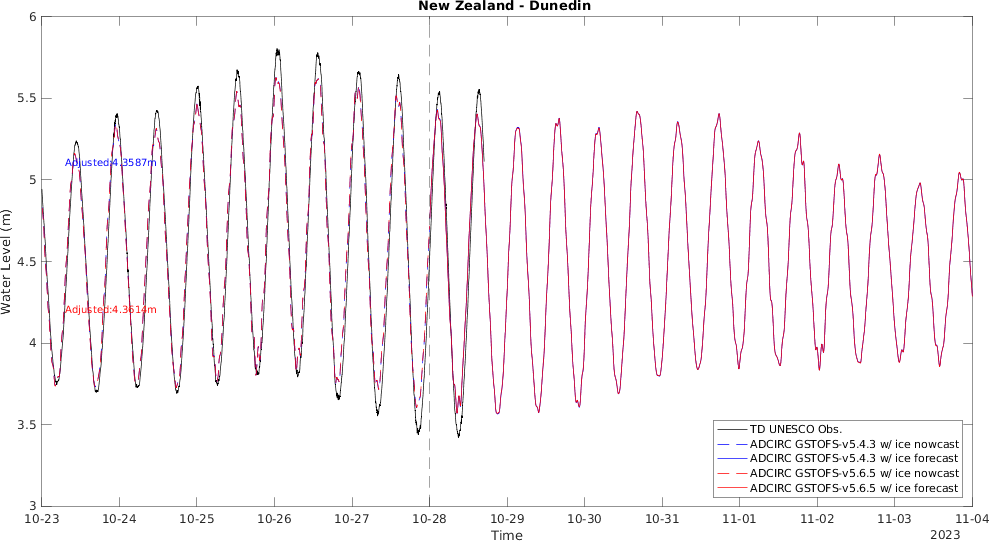 New Zealand - Dunedin
6
5.5
5
4.5
4
3.5
3
Water Level (m)
Adjusted:4.3587m
Adjusted:4.3614m
TD UNESCO Obs.
ADCIRC GSTOFS-v5.4.3 w/ ice nowcast
ADCIRC GSTOFS-v5.4.3 w/ ice forecast
ADCIRC GSTOFS-v5.6.5 w/ ice nowcast
ADCIRC GSTOFS-v5.6.5 w/ ice forecast
10-23 10-24 10-25 10-26 10-27 10-28 10-29 10-30 10-31 11-01 11-02 11-03 11-04
Time
2023